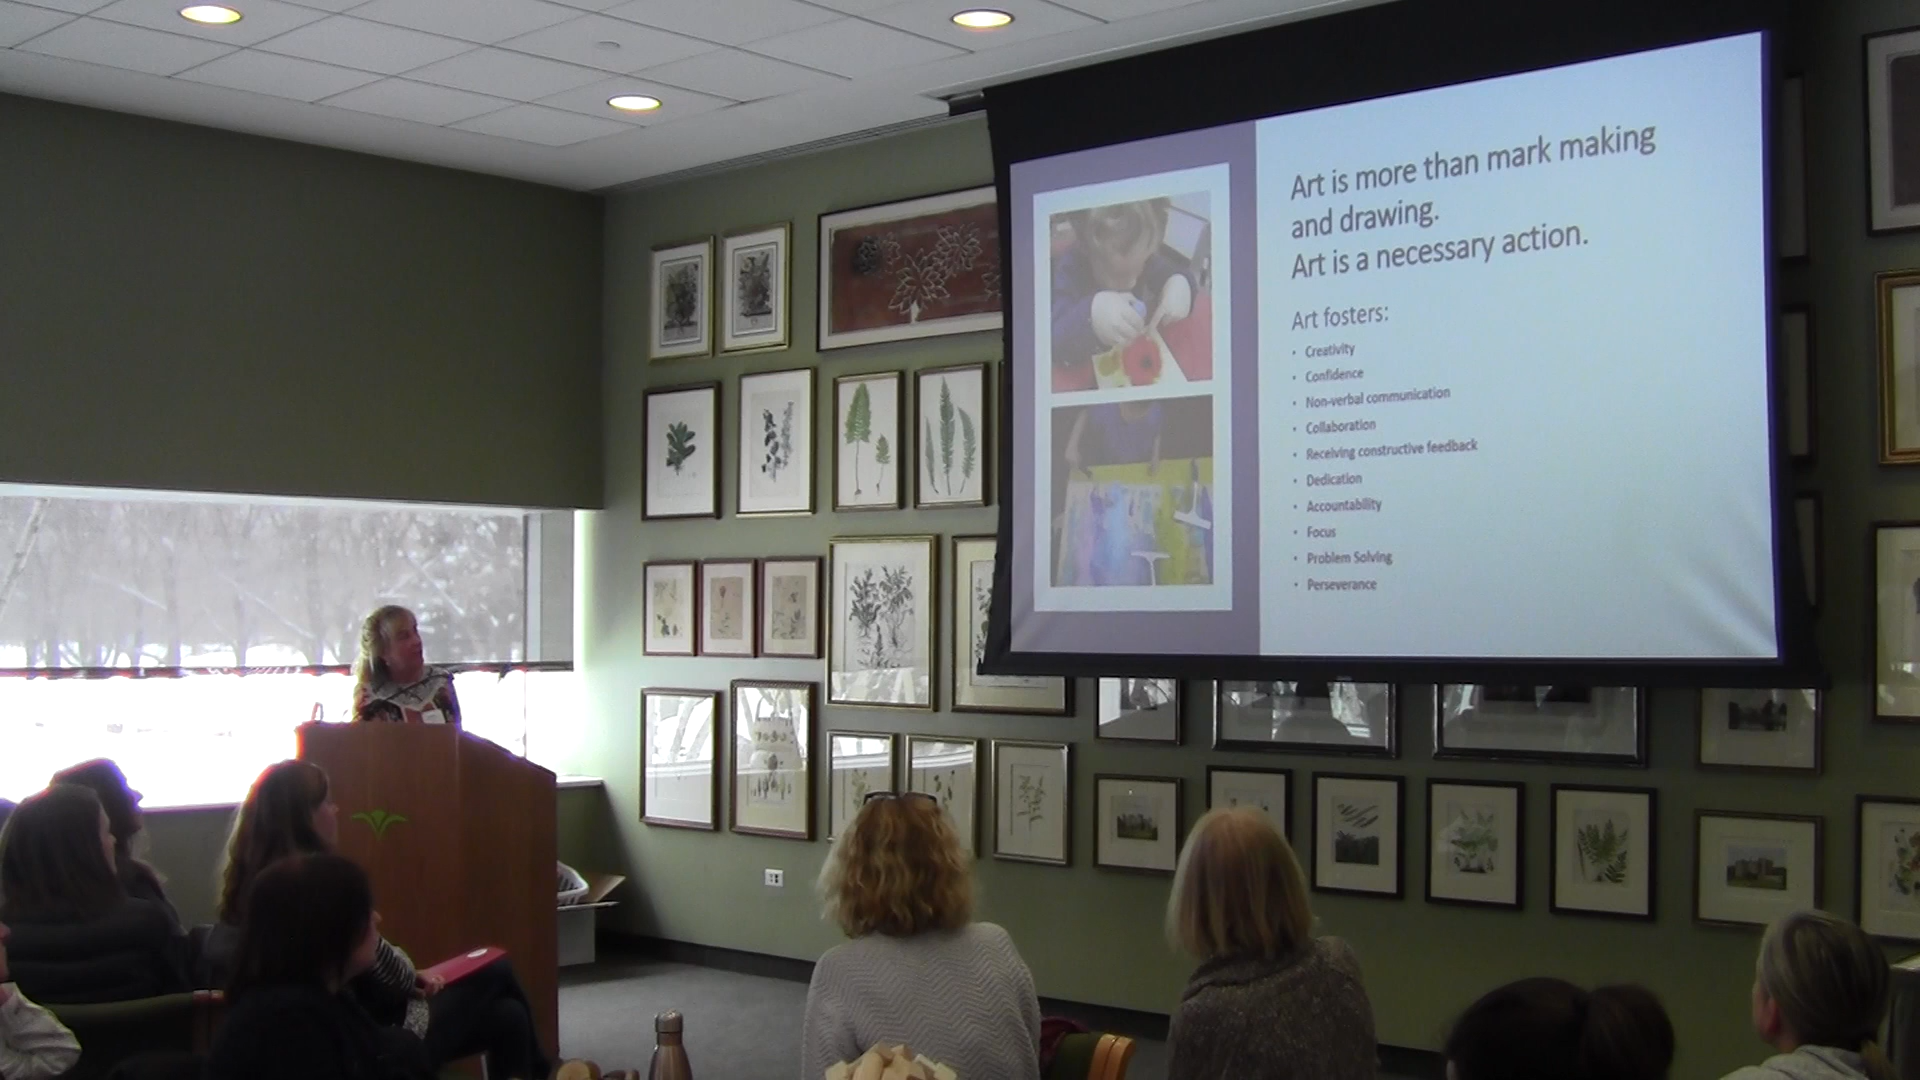 Art is more than mark making
and drawing.
Art is a necessary action.
Art fosters:
• Creativity
• Confidence
• Non-verbal communication
• Collaboration
• Receiving constructive feedback
• Dedication
• Accountability
• Focus
• Problem Solving
• Perseverance